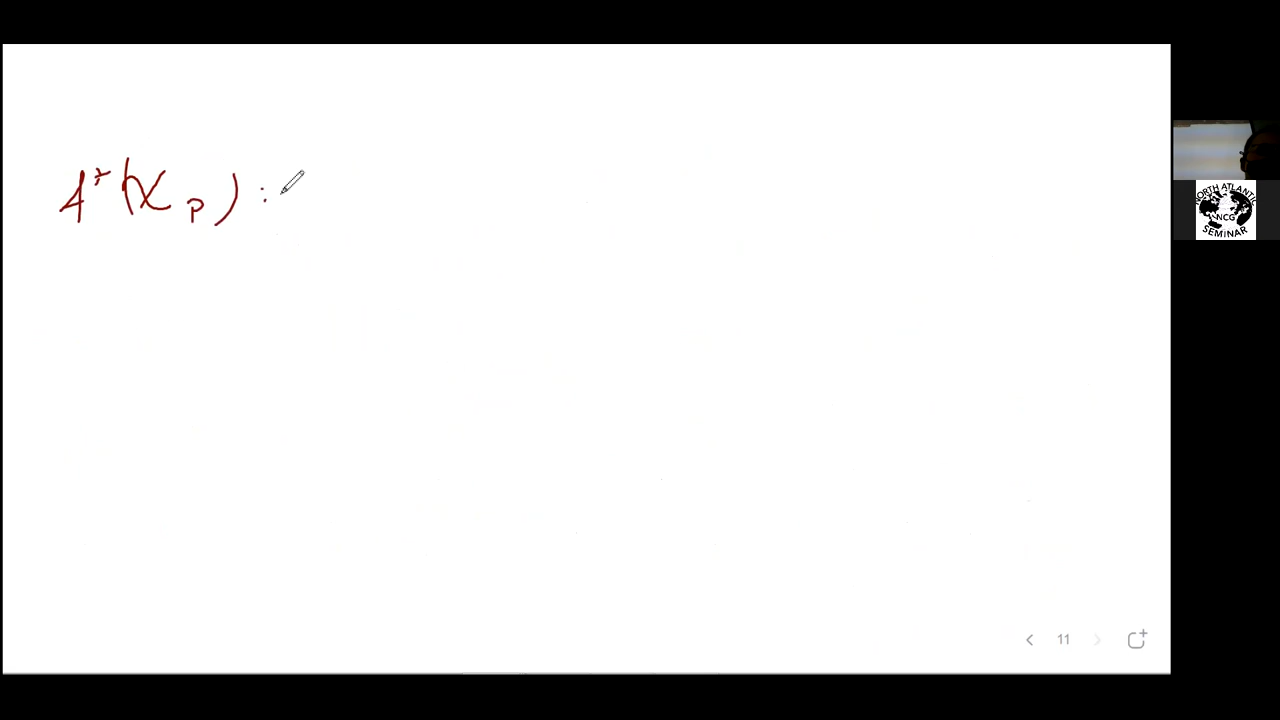 A⁺(X_P) :
11
NORTH ATLANTIC
NCG
SEMINAR